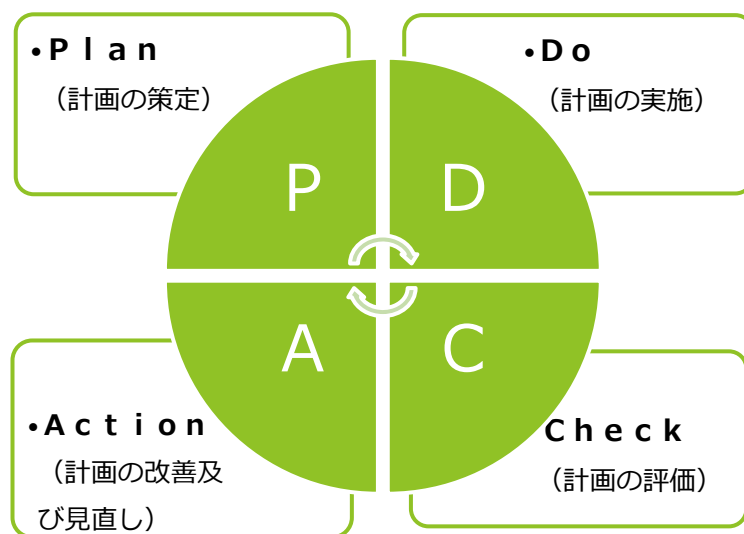 •Ｐｌａｎ
（計画の策定）
•Ｄｏ
（計画の実施）
P
D
A
C
•Ａｃｔｉｏｎ
（計画の改善及
び見直し）
Ｃｈｅｃｋ
（計画の評価）